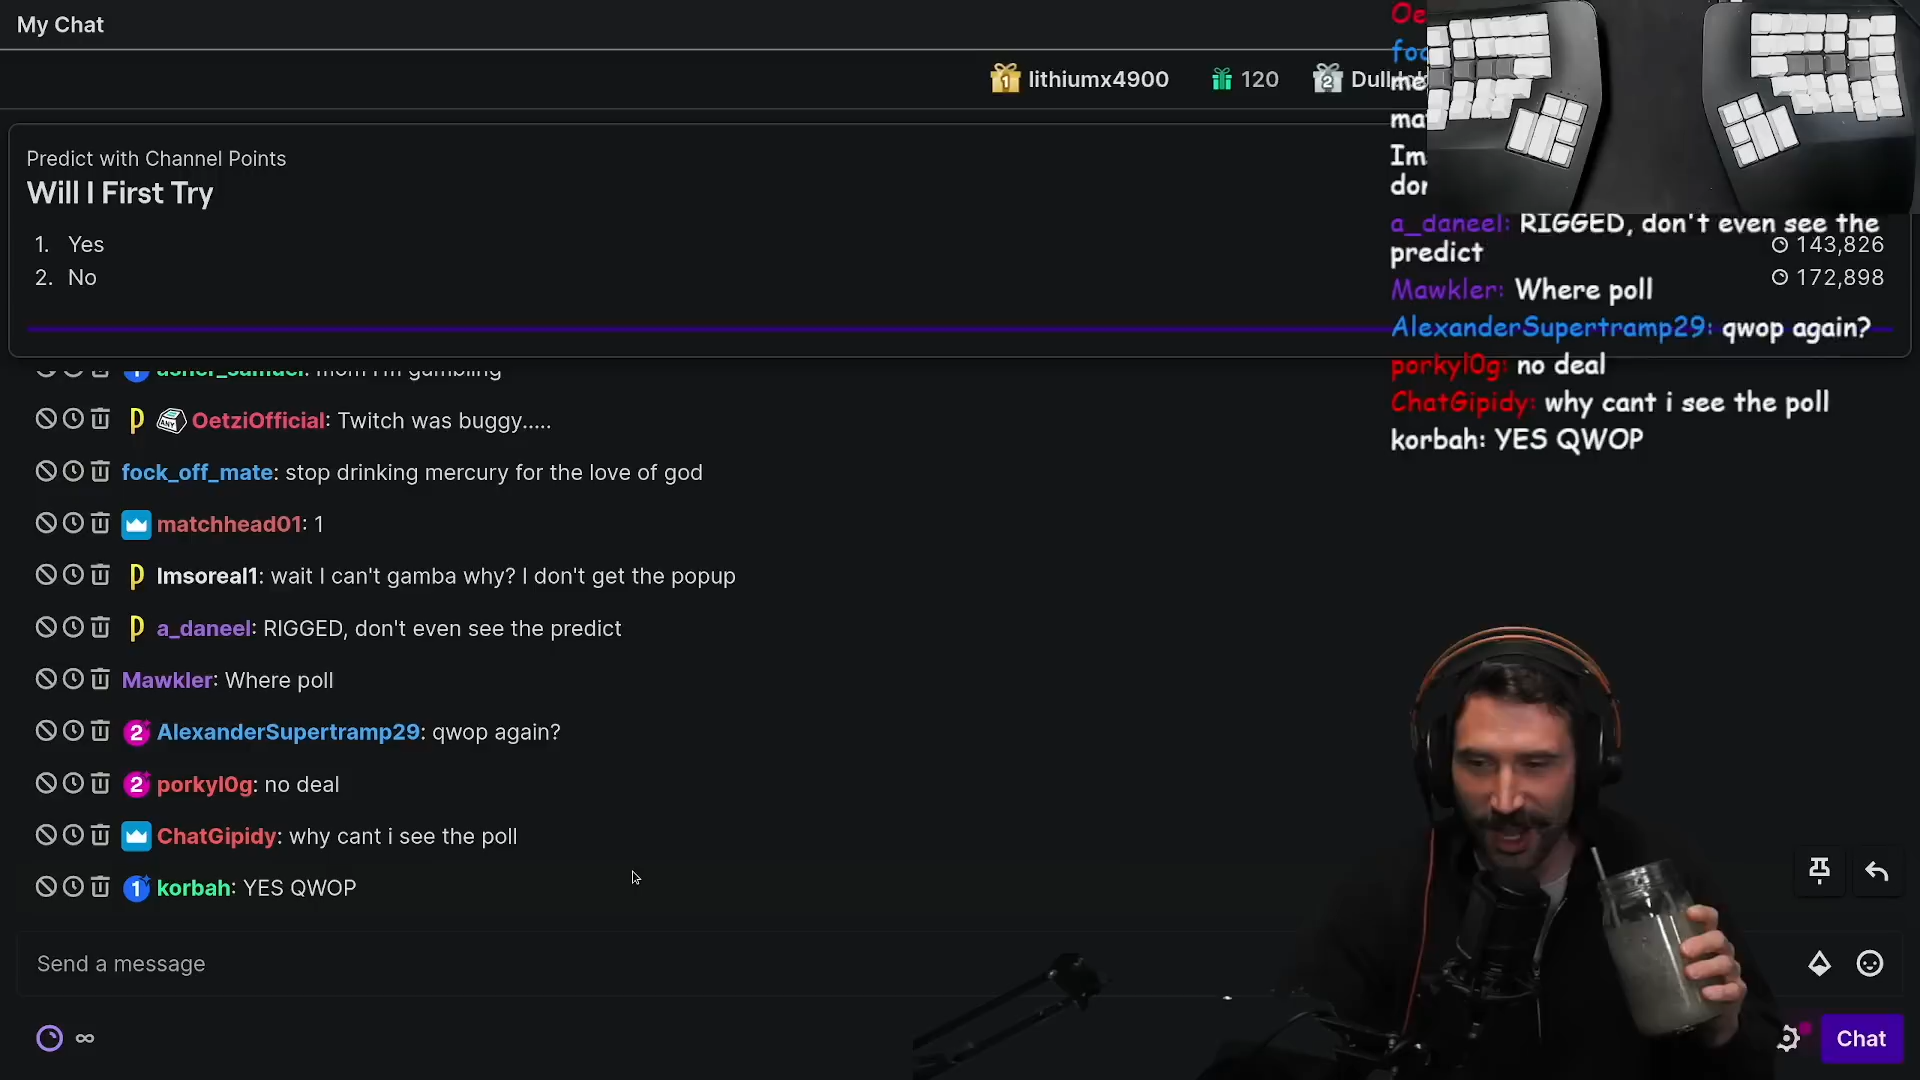 My Chat
lithiumx4900
120
Predict with Channel Points
Will I First Try
1. Yes
143,826
2. No
172,898
asher_samuel: mom i'm gambling
OetziOfficial: Twitch was buggy.....
fock_off_mate: stop drinking mercury for the love of god
matchhead01: 1
Imsoreal1: wait I can't gamba why? I don't get the popup
a_daneel: RIGGED, don't even see the predict
Mawkler: Where poll
AlexanderSupertramp29: qwop again?
porkyl0g: no deal
ChatGipidy: why cant i see the poll
korbah: YES QWOP
Send a message
∞
Chat
a_daneel: RIGGED, don't even see the
predict
Mawkler: Where poll
AlexanderSupertramp29: qwop again?
porkyl0g: no deal
ChatGipidy: why cant i see the poll
korbah: YES QWOP